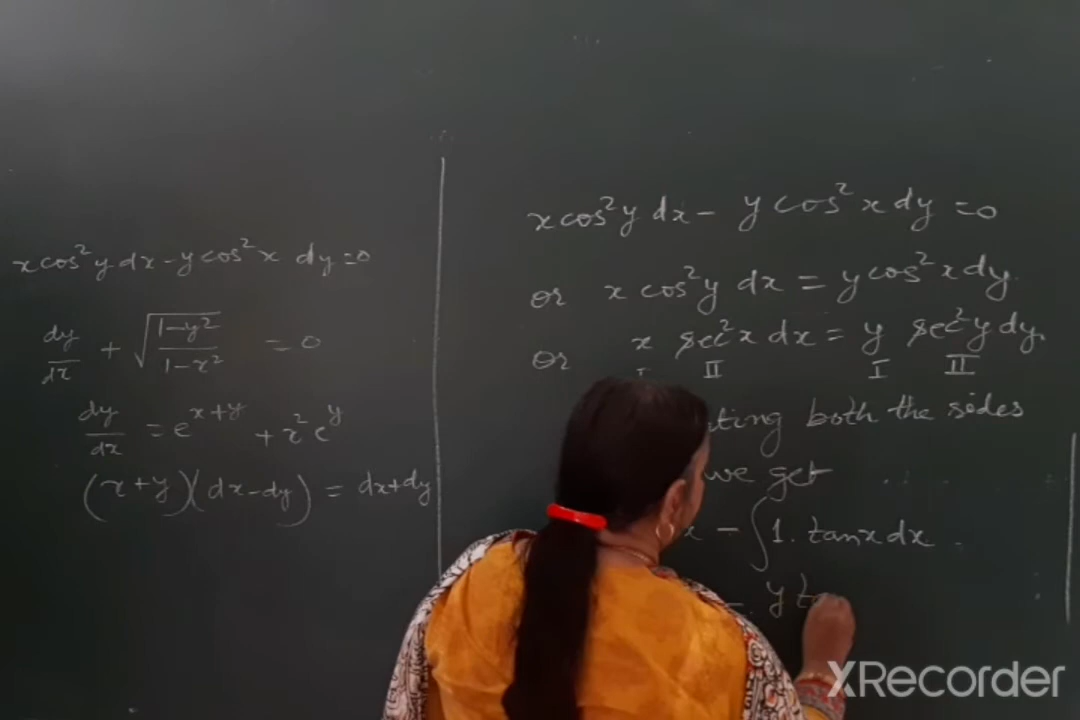 x cos²y dx - y cos²x dy = 0
dy/dx + √(1-y²/1-x²) = 0
dy/dx = e^(x+y) + x² e^y
(x+y)(dx-dy) = dx+dy
x cos²y dx - y cos²x dy = 0
or x cos²y dx = y cos²x dy
or x sec²x dx = y sec²y dy.
II I II
both the sides
we get
x - ∫1. tanx dx
= y
XRecorder